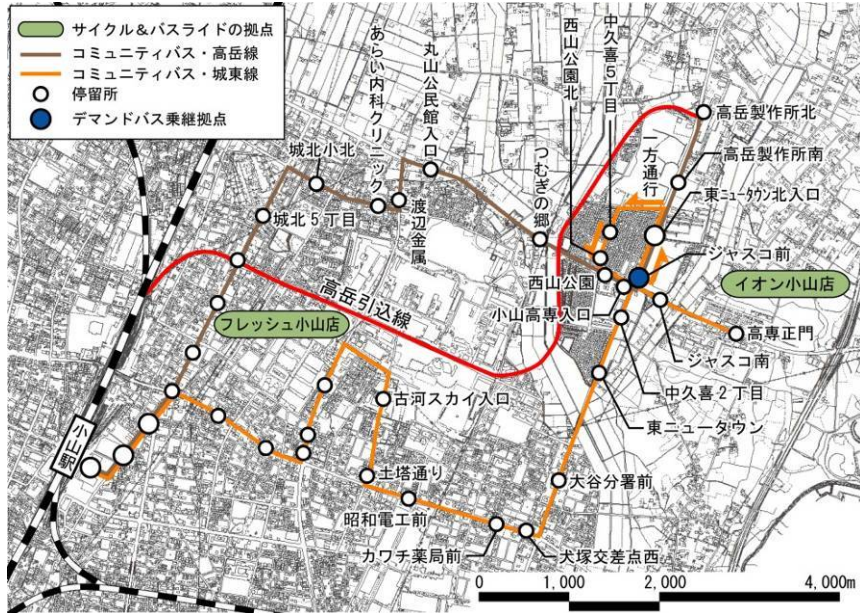 サイクル＆バスライドの拠点
コミュニティバス・高岳線
コミュニティバス・城東線
停留所
デマンドバス乗継拠点
あらい内科クリニック
丸山公民館入口
西山公園北
中久喜５丁目
つむぎの郷
一方通行
高岳製作所北
高岳製作所南
東ニュータウン北入口
ジャスコ前
イオン小山店
城北小北
城北５丁目
渡辺金属
高岳引込線
フレッシュ小山店
西山公園
小山高専入口
高専正門
ジャスコ南
中久喜２丁目
東ニュータウン
古河スカイ入口
小山駅
土塔通り
大谷分署前
昭和電工前
カワチ薬局前
犬塚交差点西
0 1,000 2,000 4,000m